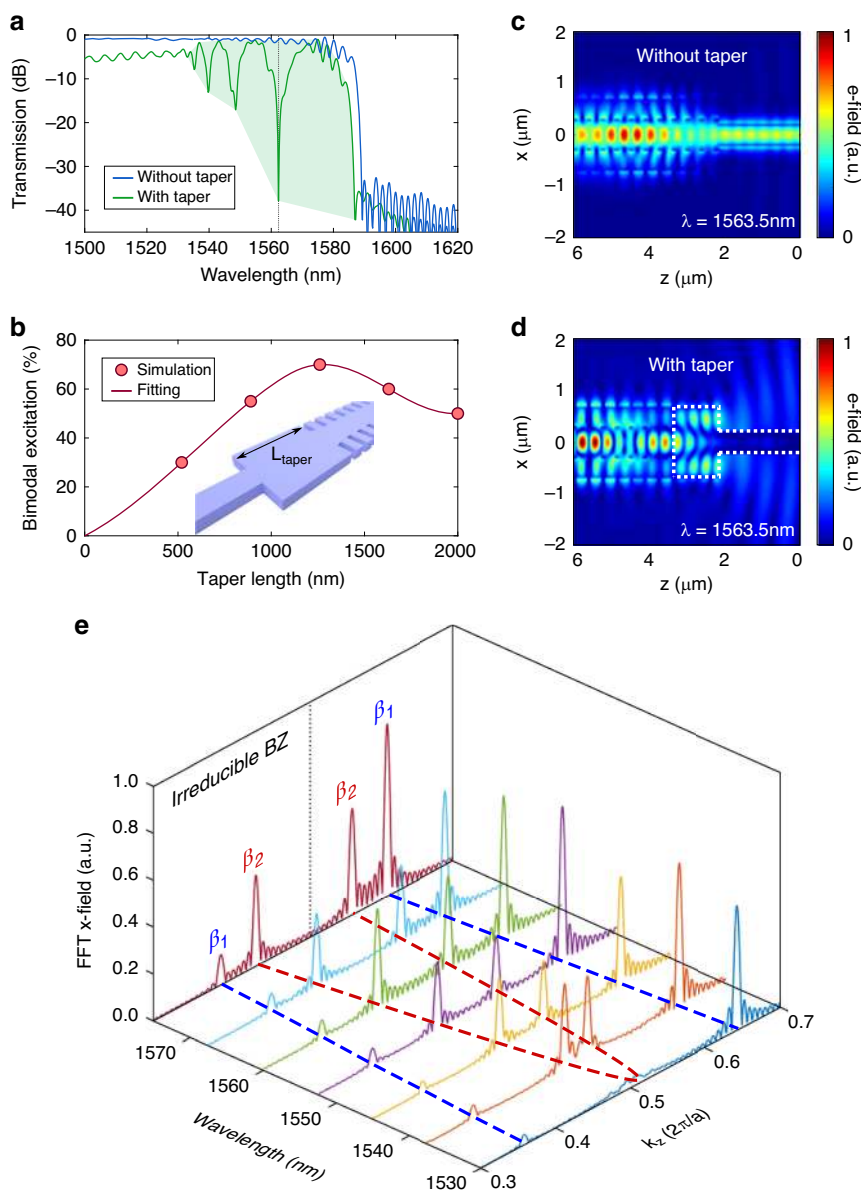 a
0
−10
−20
−30
−40
Transmission (dB)
Without taper
With taper
1500 1520 1540 1560 1580 1600 1620
Wavelength (nm)
b
80
60
40
20
0
Bimodal excitation (%)
Simulation
Fitting
L_taper
0 500 1000 1500 2000
Taper length (nm)
c
2
1
0
−1
−2
x (μm)
Without taper
λ = 1563.5nm
6 4 2 0
z (μm)
1
0
e-field (a.u.)
d
2
1
0
−1
−2
x (μm)
With taper
λ = 1563.5nm
6 4 2 0
z (μm)
1
0
e-field (a.u.)
e
1.0
0.8
0.6
0.4
0.2
0.0
FFT x-field (a.u.)
Irreducible BZ
β1
β2
β2
β1
1570
1560
1550
1540
1530
Wavelength (nm)
0.3
0.4
0.5
0.6
0.7
k_z (2π/a)